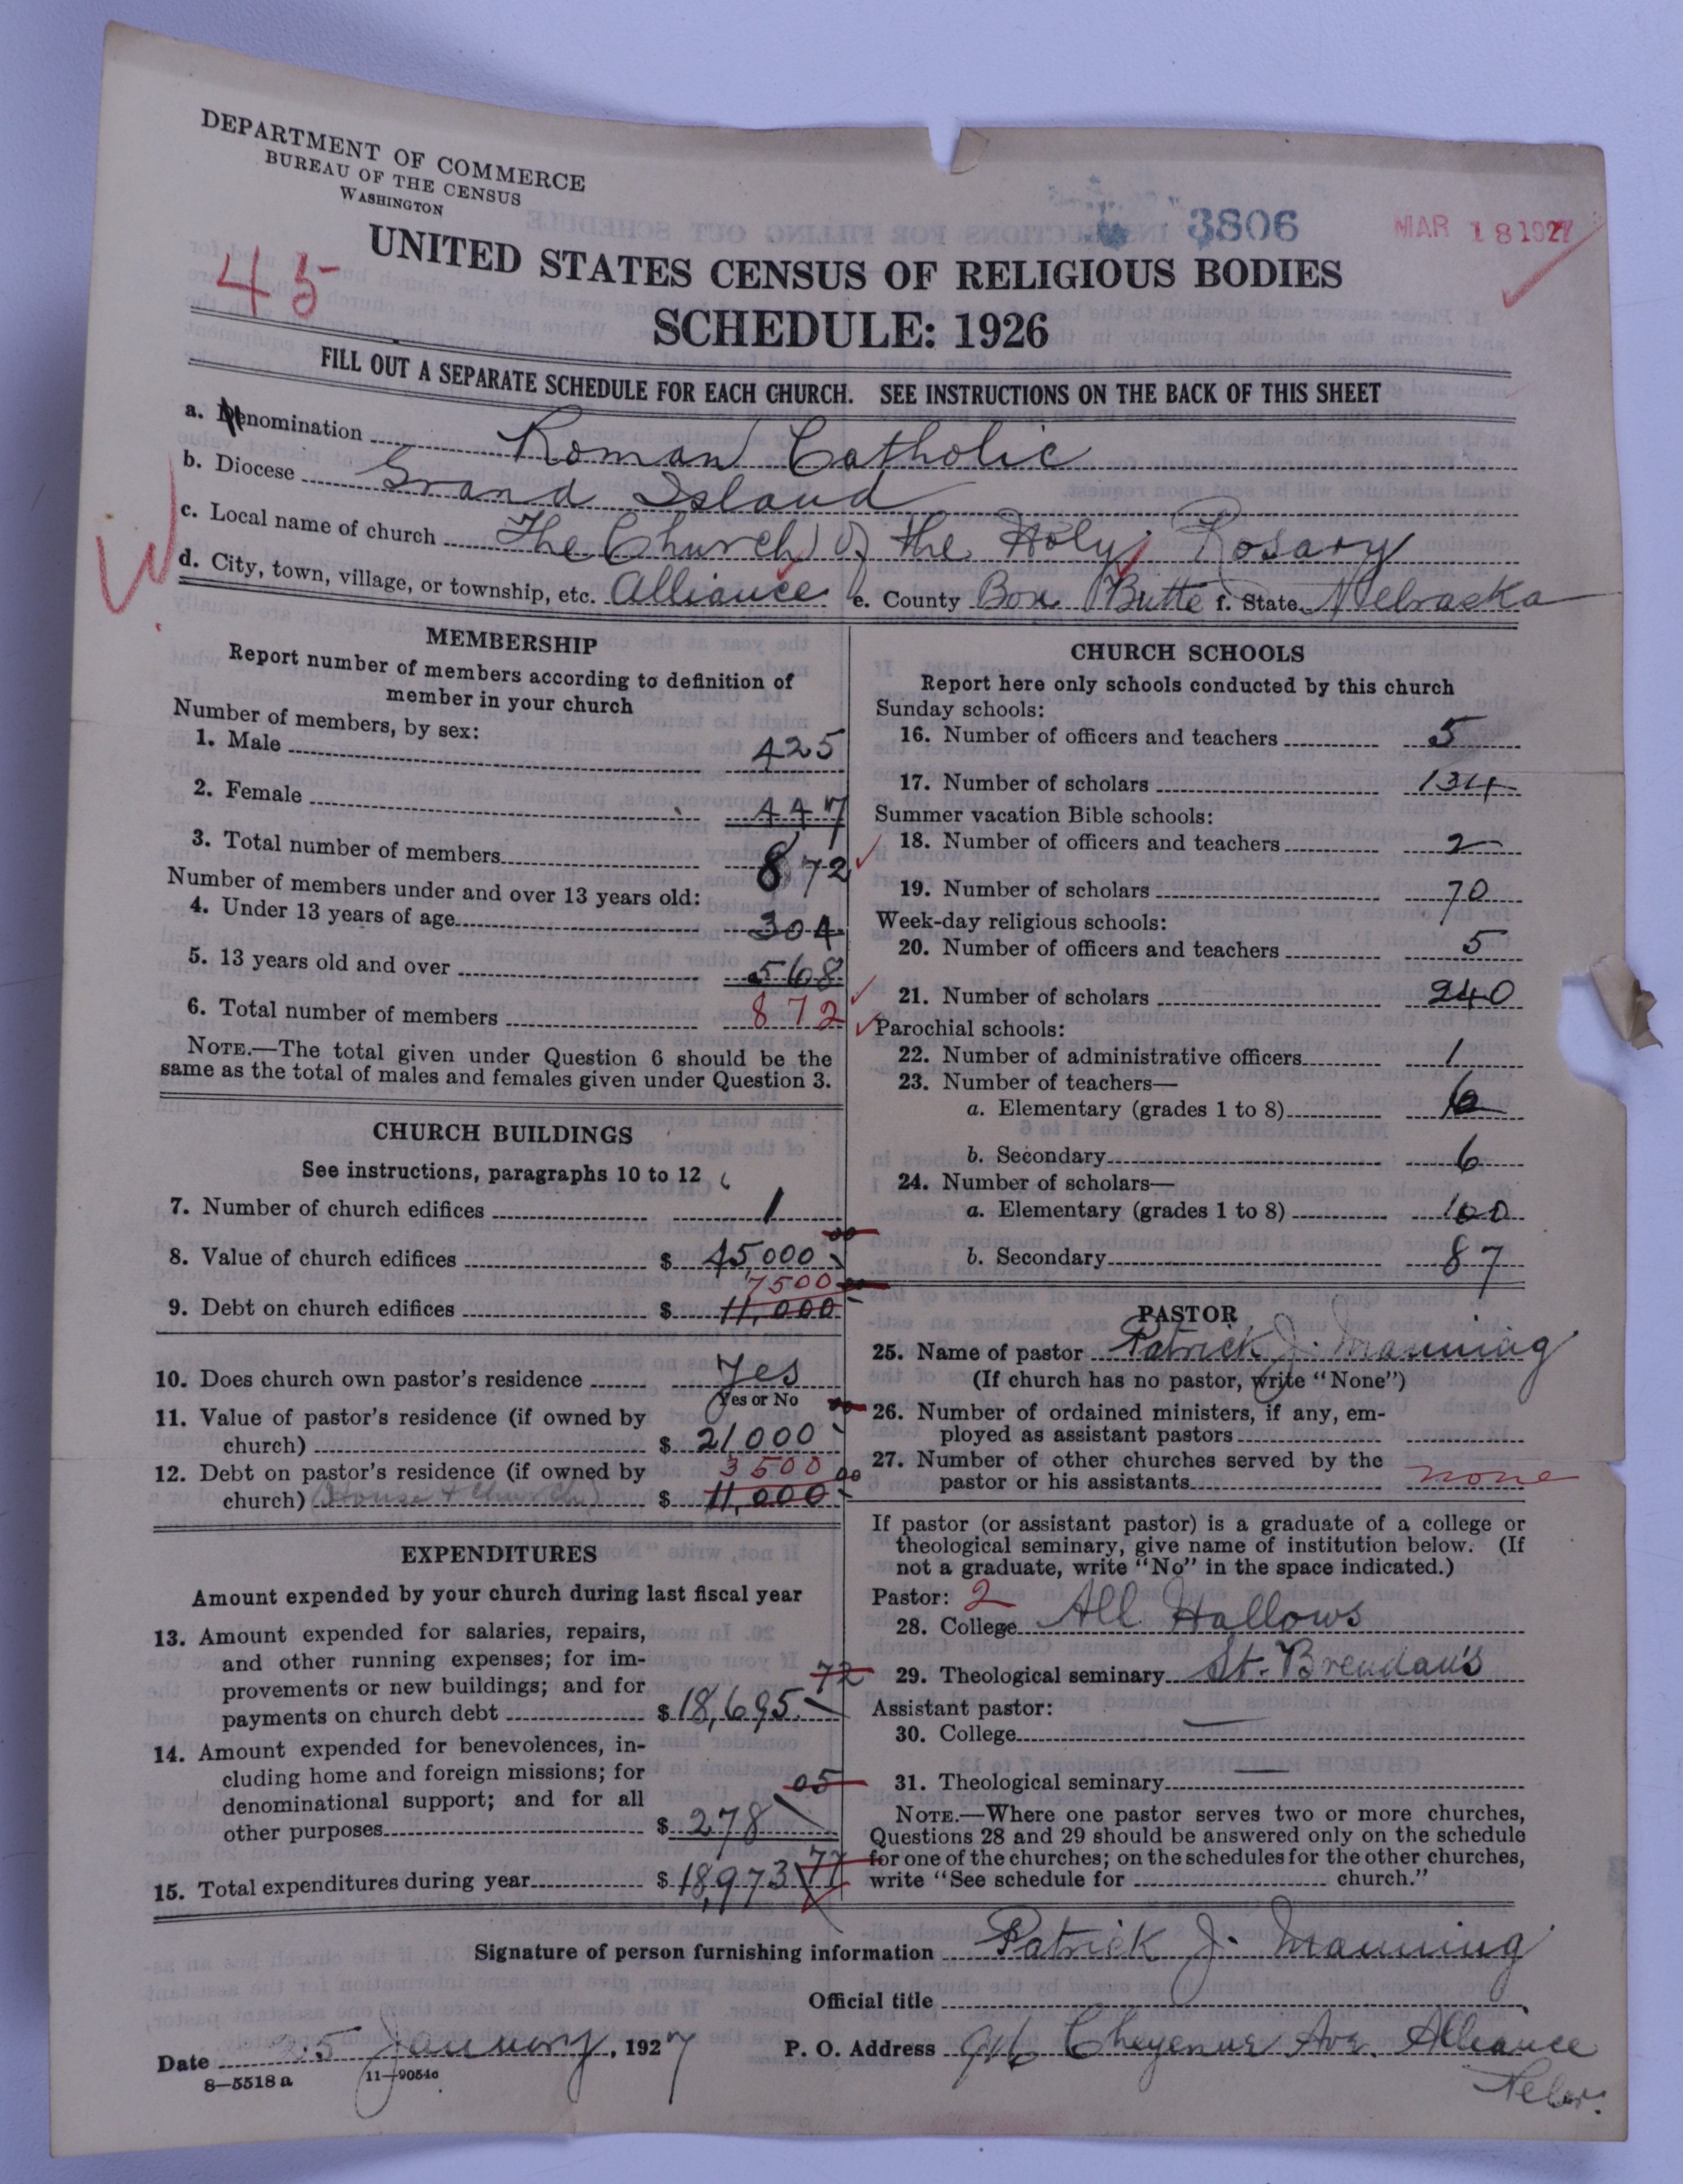 DEPARTMENT OF COMMERCE
BUREAU OF THE CENSUS
WASHINGTON
3806
MAR 18 1927
45
UNITED STATES CENSUS OF RELIGIOUS BODIES
SCHEDULE: 1926
FILL OUT A SEPARATE SCHEDULE FOR EACH CHURCH. SEE INSTRUCTIONS ON THE BACK OF THIS SHEET
a. Denomination Roman Catholic
b. Diocese Grand Island
c. Local name of church The Church of the Holy Rosary
d. City, town, village, or township, etc. Alliance e. County Box Butte f. State Nebraska
MEMBERSHIP
Report number of members according to definition of
member in your church
Number of members, by sex:
1. Male 425
2. Female 447
3. Total number of members 872
Number of members under and over 13 years old:
4. Under 13 years of age 304
5. 13 years old and over 568
6. Total number of members 872
NOTE.—The total given under Question 6 should be the
same as the total of males and females given under Question 3.
CHURCH BUILDINGS
See instructions, paragraphs 10 to 12
7. Number of church edifices 1
00
8. Value of church edifices $ 45,000
7500 00
9. Debt on church edifices $ 11,000
10. Does church own pastor's residence Yes
Yes or No
11. Value of pastor's residence (if owned by 00
church) $ 21,000
12. Debt on pastor's residence (if owned by 3500 00
church) (House & Church) $ 11,000
EXPENDITURES
Amount expended by your church during last fiscal year
13. Amount expended for salaries, repairs,
and other running expenses; for im-
provements or new buildings; and for 72
payments on church debt $ 18,695.
14. Amount expended for benevolences, in-
cluding home and foreign missions; for
denominational support; and for all 05
other purposes $ 278
15. Total expenditures during year $ 18,973 77
CHURCH SCHOOLS
Report here only schools conducted by this church
Sunday schools:
16. Number of officers and teachers 5
17. Number of scholars 134
Summer vacation Bible schools:
18. Number of officers and teachers 2
19. Number of scholars 70
Week-day religious schools:
20. Number of officers and teachers 5
21. Number of scholars 240
Parochial schools:
22. Number of administrative officers 1
23. Number of teachers—
a. Elementary (grades 1 to 8) 6
b. Secondary 6
24. Number of scholars—
a. Elementary (grades 1 to 8) 100
b. Secondary 87
PASTOR
25. Name of pastor Patrick J. Manning
(If church has no pastor, write "None")
26. Number of ordained ministers, if any, em-
ployed as assistant pastors
27. Number of other churches served by the
pastor or his assistants none
If pastor (or assistant pastor) is a graduate of a college or
theological seminary, give name of institution below. (If
not a graduate, write "No" in the space indicated.)
Pastor: 2
28. College All Hallows
29. Theological seminary St. Brendan's
Assistant pastor:
30. College —
31. Theological seminary —
NOTE.—Where one pastor serves two or more churches,
Questions 28 and 29 should be answered only on the schedule
for one of the churches; on the schedules for the other churches,
write "See schedule for church."
Signature of person furnishing information Patrick J. Manning
Official title
Date 25 January, 1927 P. O. Address 916 Cheyenne Ave. Alliance
Nebr.
8—5518a 11—9054c